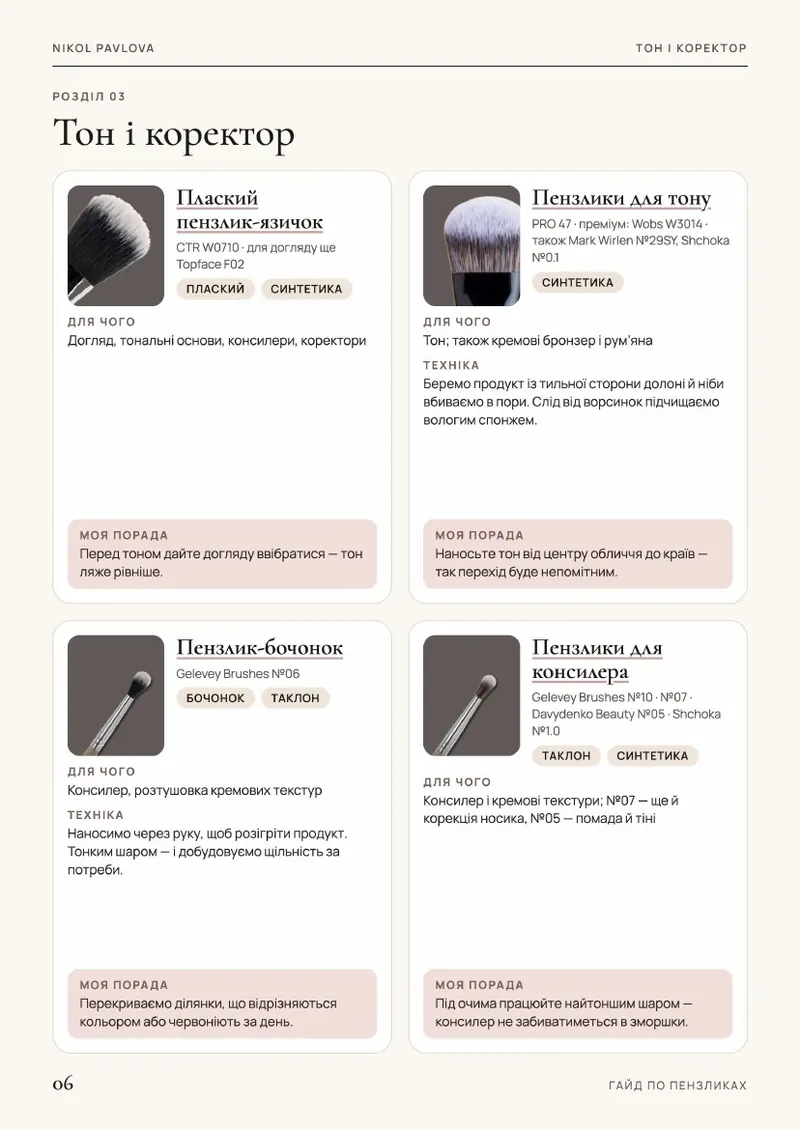 NIKOL PAVLOVA
ТОН І КОРЕКТОР
РОЗДІЛ 03
Тон і коректор
Плаский
пензлик-язичок
CTR W0710 · для догляду ще
Topface F02
ПЛАСКИЙ
СИНТЕТИКА
ДЛЯ ЧОГО
Догляд, тональні основи, консилери, коректори
МОЯ ПОРАДА
Перед тоном дайте догляду ввібратися — тон
ляже рівніше.
Пензлики для тону
PRO 47 · преміум: Wobs W3014 ·
також Mark Wirlen №29SY, Shchoka
№0.1
СИНТЕТИКА
ДЛЯ ЧОГО
Тон; також кремові бронзер і рум’яна
ТЕХНІКА
Беремо продукт із тильної сторони долоні й ніби
вбиваємо в пори. Слід від ворсинок підчищаємо
вологим спонжем.
МОЯ ПОРАДА
Наносьте тон від центру обличчя до країв —
так перехід буде непомітним.
Пензлик-бочонок
Gelevey Brushes №06
БОЧОНОК
ТАКЛОН
ДЛЯ ЧОГО
Консилер, розтушовка кремових текстур
ТЕХНІКА
Наносимо через руку, щоб розігріти продукт.
Тонким шаром — і добудовуємо щільність за
потреби.
МОЯ ПОРАДА
Перекриваємо ділянки, що відрізняються
кольором або червоніють за день.
Пензлики для
консилера
Gelevey Brushes №10 · №07 ·
Davydenko Beauty №05 · Shchoka
№1.0
ТАКЛОН
СИНТЕТИКА
ДЛЯ ЧОГО
Консилер і кремові текстури; №07 — ще й
корекція носика, №05 — помада й тіні
МОЯ ПОРАДА
Під очима працюйте найтоншим шаром —
консилер не забиватиметься в зморшки.
06
ГАЙД ПО ПЕНЗЛИКАХ